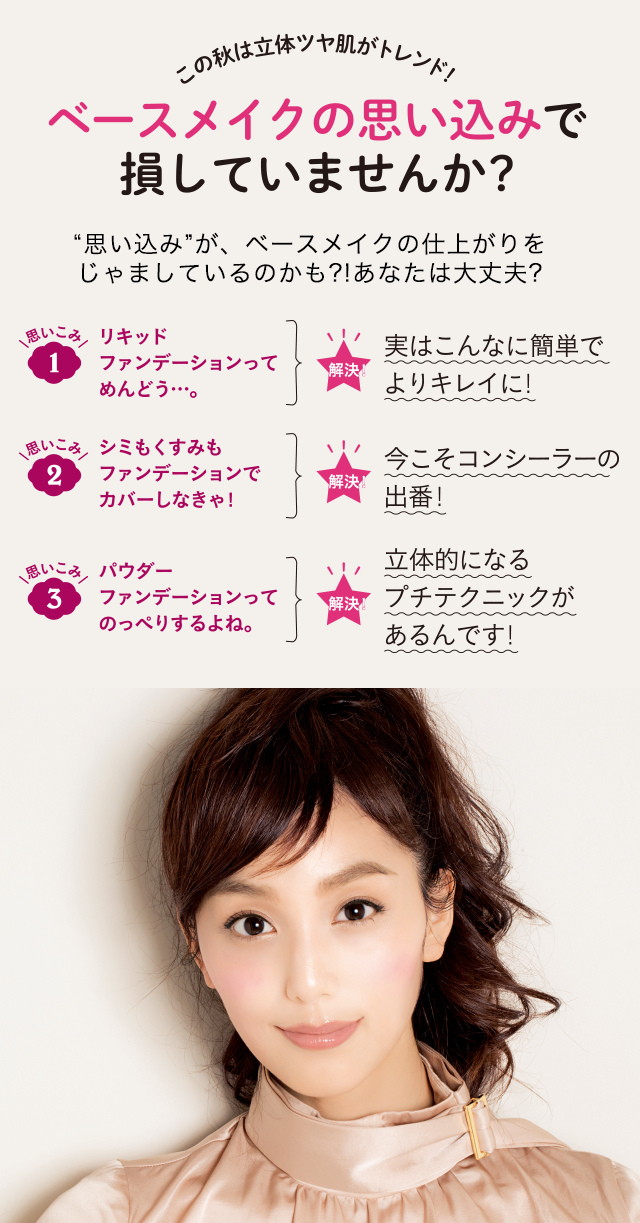 この秋は立体ツヤ肌がトレンド!
ベースメイクの思い込みで
損していませんか?
“思い込み”が、ベースメイクの仕上がりを
じゃましているのかも?!あなたは大丈夫?
思いこみ
1
リキッド
ファンデーションって
めんどう…。
解決!
実はこんなに簡単で
よりキレイに!
思いこみ
2
シミもくすみも
ファンデーションで
カバーしなきゃ!
解決!
今こそコンシーラーの
出番!
思いこみ
3
パウダー
ファンデーションって
のっぺりするよね。
解決!
立体的になる
プチテクニックが
あるんです!